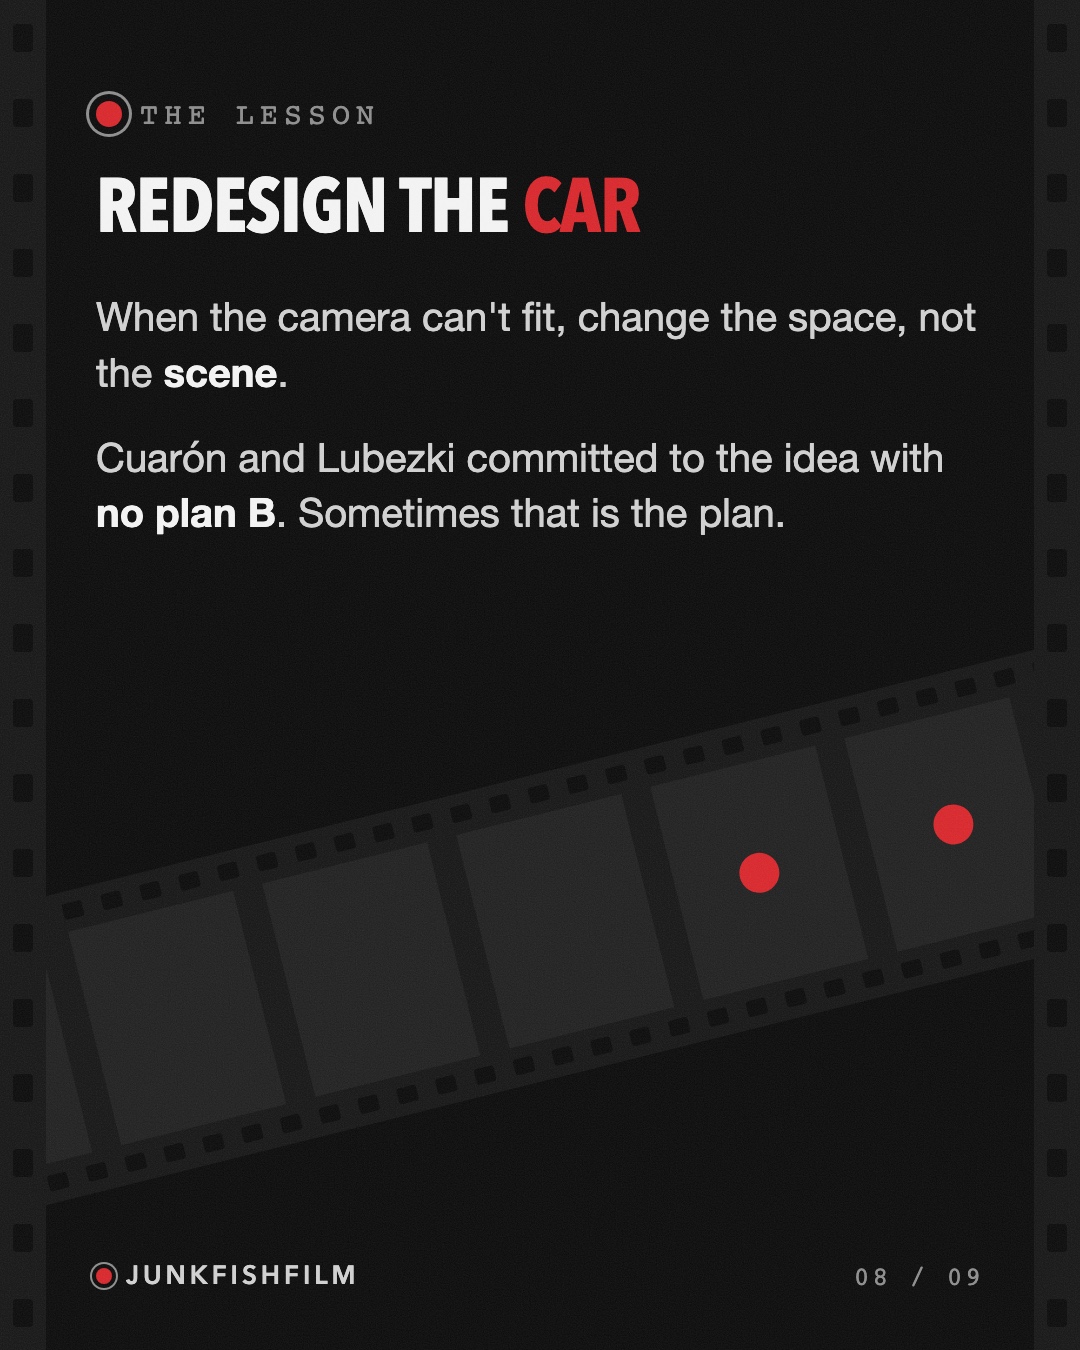 THE LESSON
REDESIGN THE CAR
When the camera can't fit, change the space, not
the scene.
Cuarón and Lubezki committed to the idea with
no plan B. Sometimes that is the plan.
JUNKFISHFILM
08 / 09